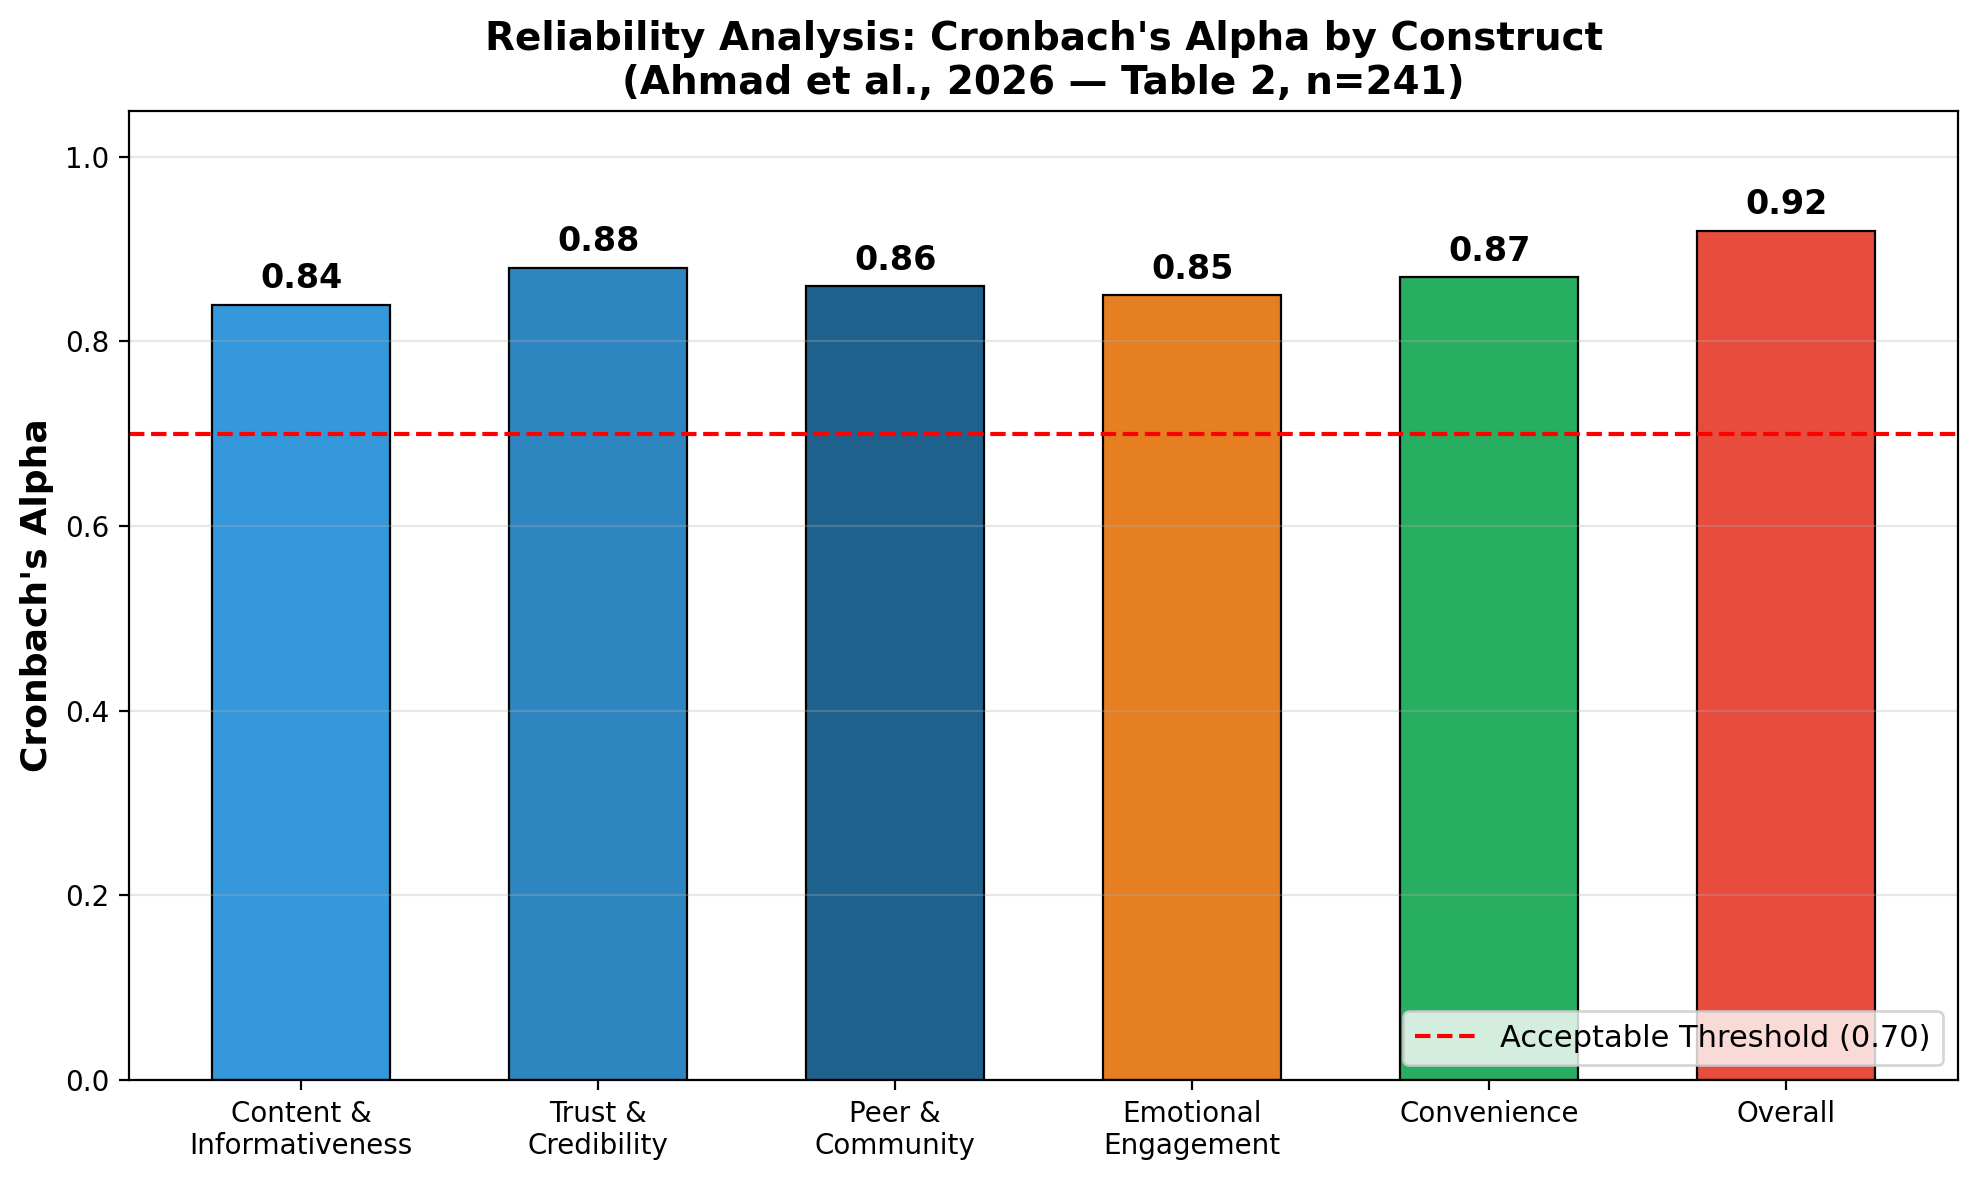 Reliability Analysis: Cronbach's Alpha by Construct
(Ahmad et al., 2026 — Table 2, n=241)
Cronbach's Alpha
1.0
0.8
0.6
0.4
0.2
0.0
0.84
0.88
0.86
0.85
0.87
0.92
Acceptable Threshold (0.70)
Content &
Informativeness
Trust &
Credibility
Peer &
Community
Emotional
Engagement
Convenience
Overall